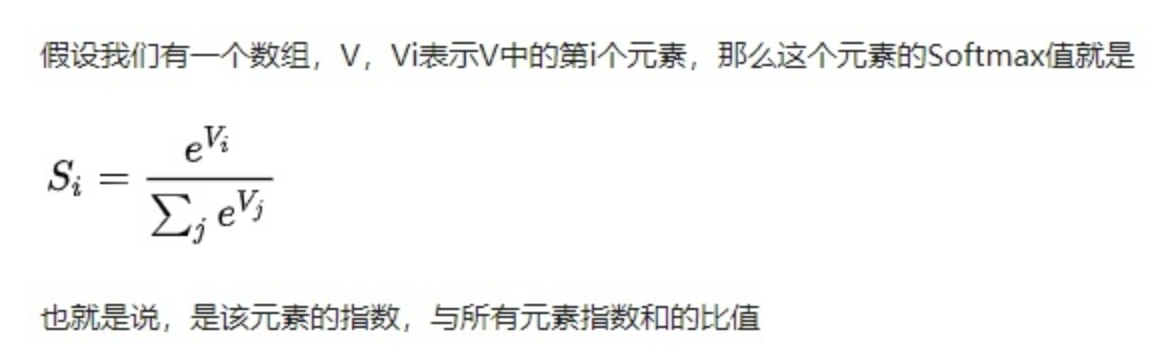 假设我们有一个数组，V，Vi表示V中的第i个元素，那么这个元素的Softmax值就是
$S_i = \frac{e^{V_i}}{\sum_j e^{V_j}}$
也就是说，是该元素的指数，与所有元素指数和的比值